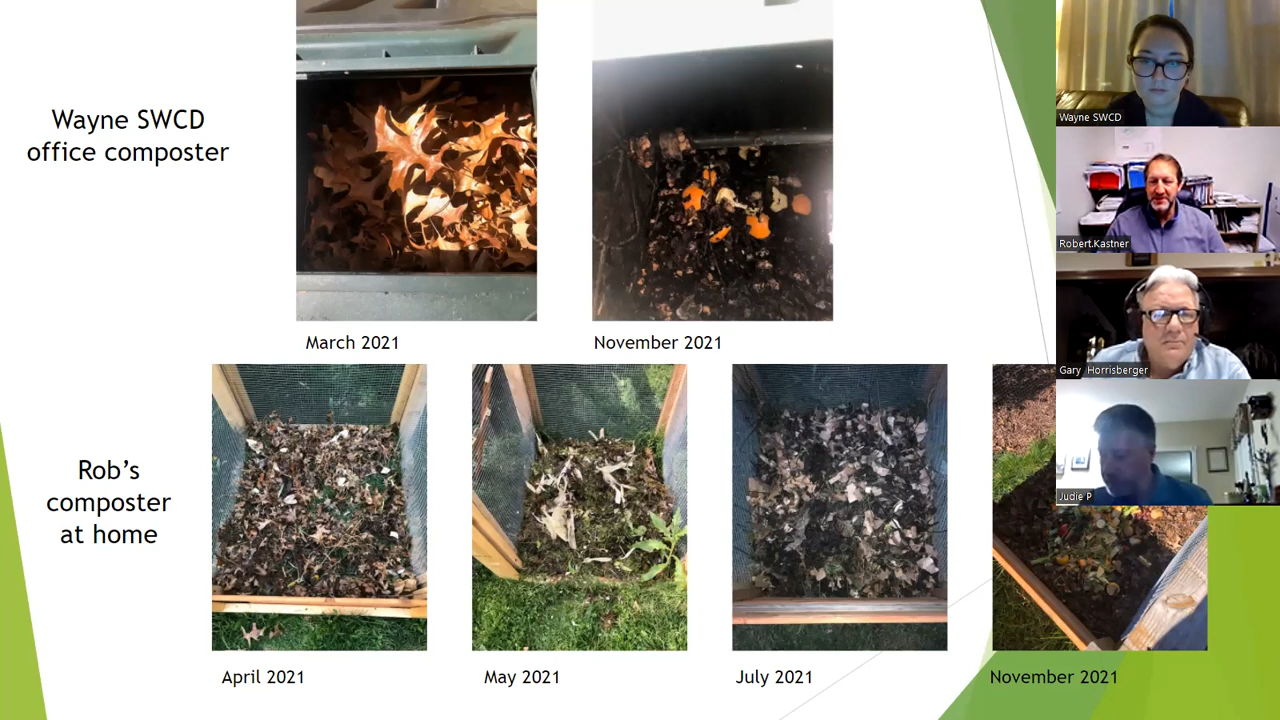 Wayne SWCD
office composter
March 2021
November 2021
Rob’s
composter
at home
April 2021
May 2021
July 2021
November 2021
Wayne SWCD
Robert.Kastner
Gary Horrisberger
Judie P